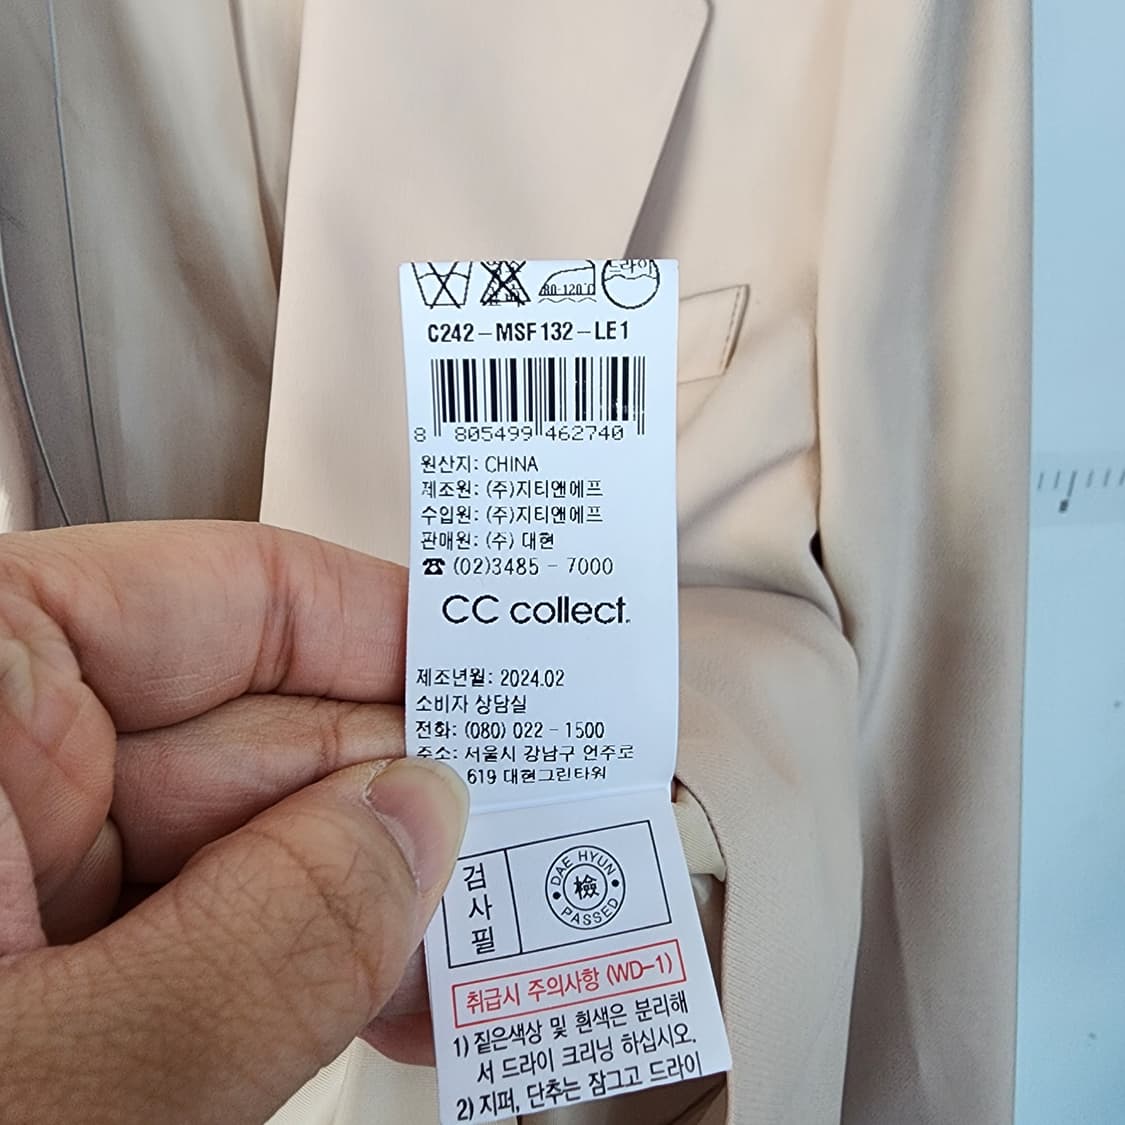 드라이
80-120℃
C242-MSF132-LE1
8 805499 462740
원산지: CHINA
제조원: (주)지티앤에프
수입원: (주)지티앤에프
판매원: (주) 대현
☎ (02)3485 - 7000
CC collect.
제조년월: 2024.02
소비자 상담실
전화: (080) 022 - 1500
주소: 서울시 강남구 언주로
619 대현그린타워
검사필
DAE HYUN
檢
PASSED
취급시 주의사항 (WD-1)
1) 짙은색상 및 흰색은 분리해
서 드라이 크리닝 하십시오.
2) 지퍼, 단추는 잠그고 드라이